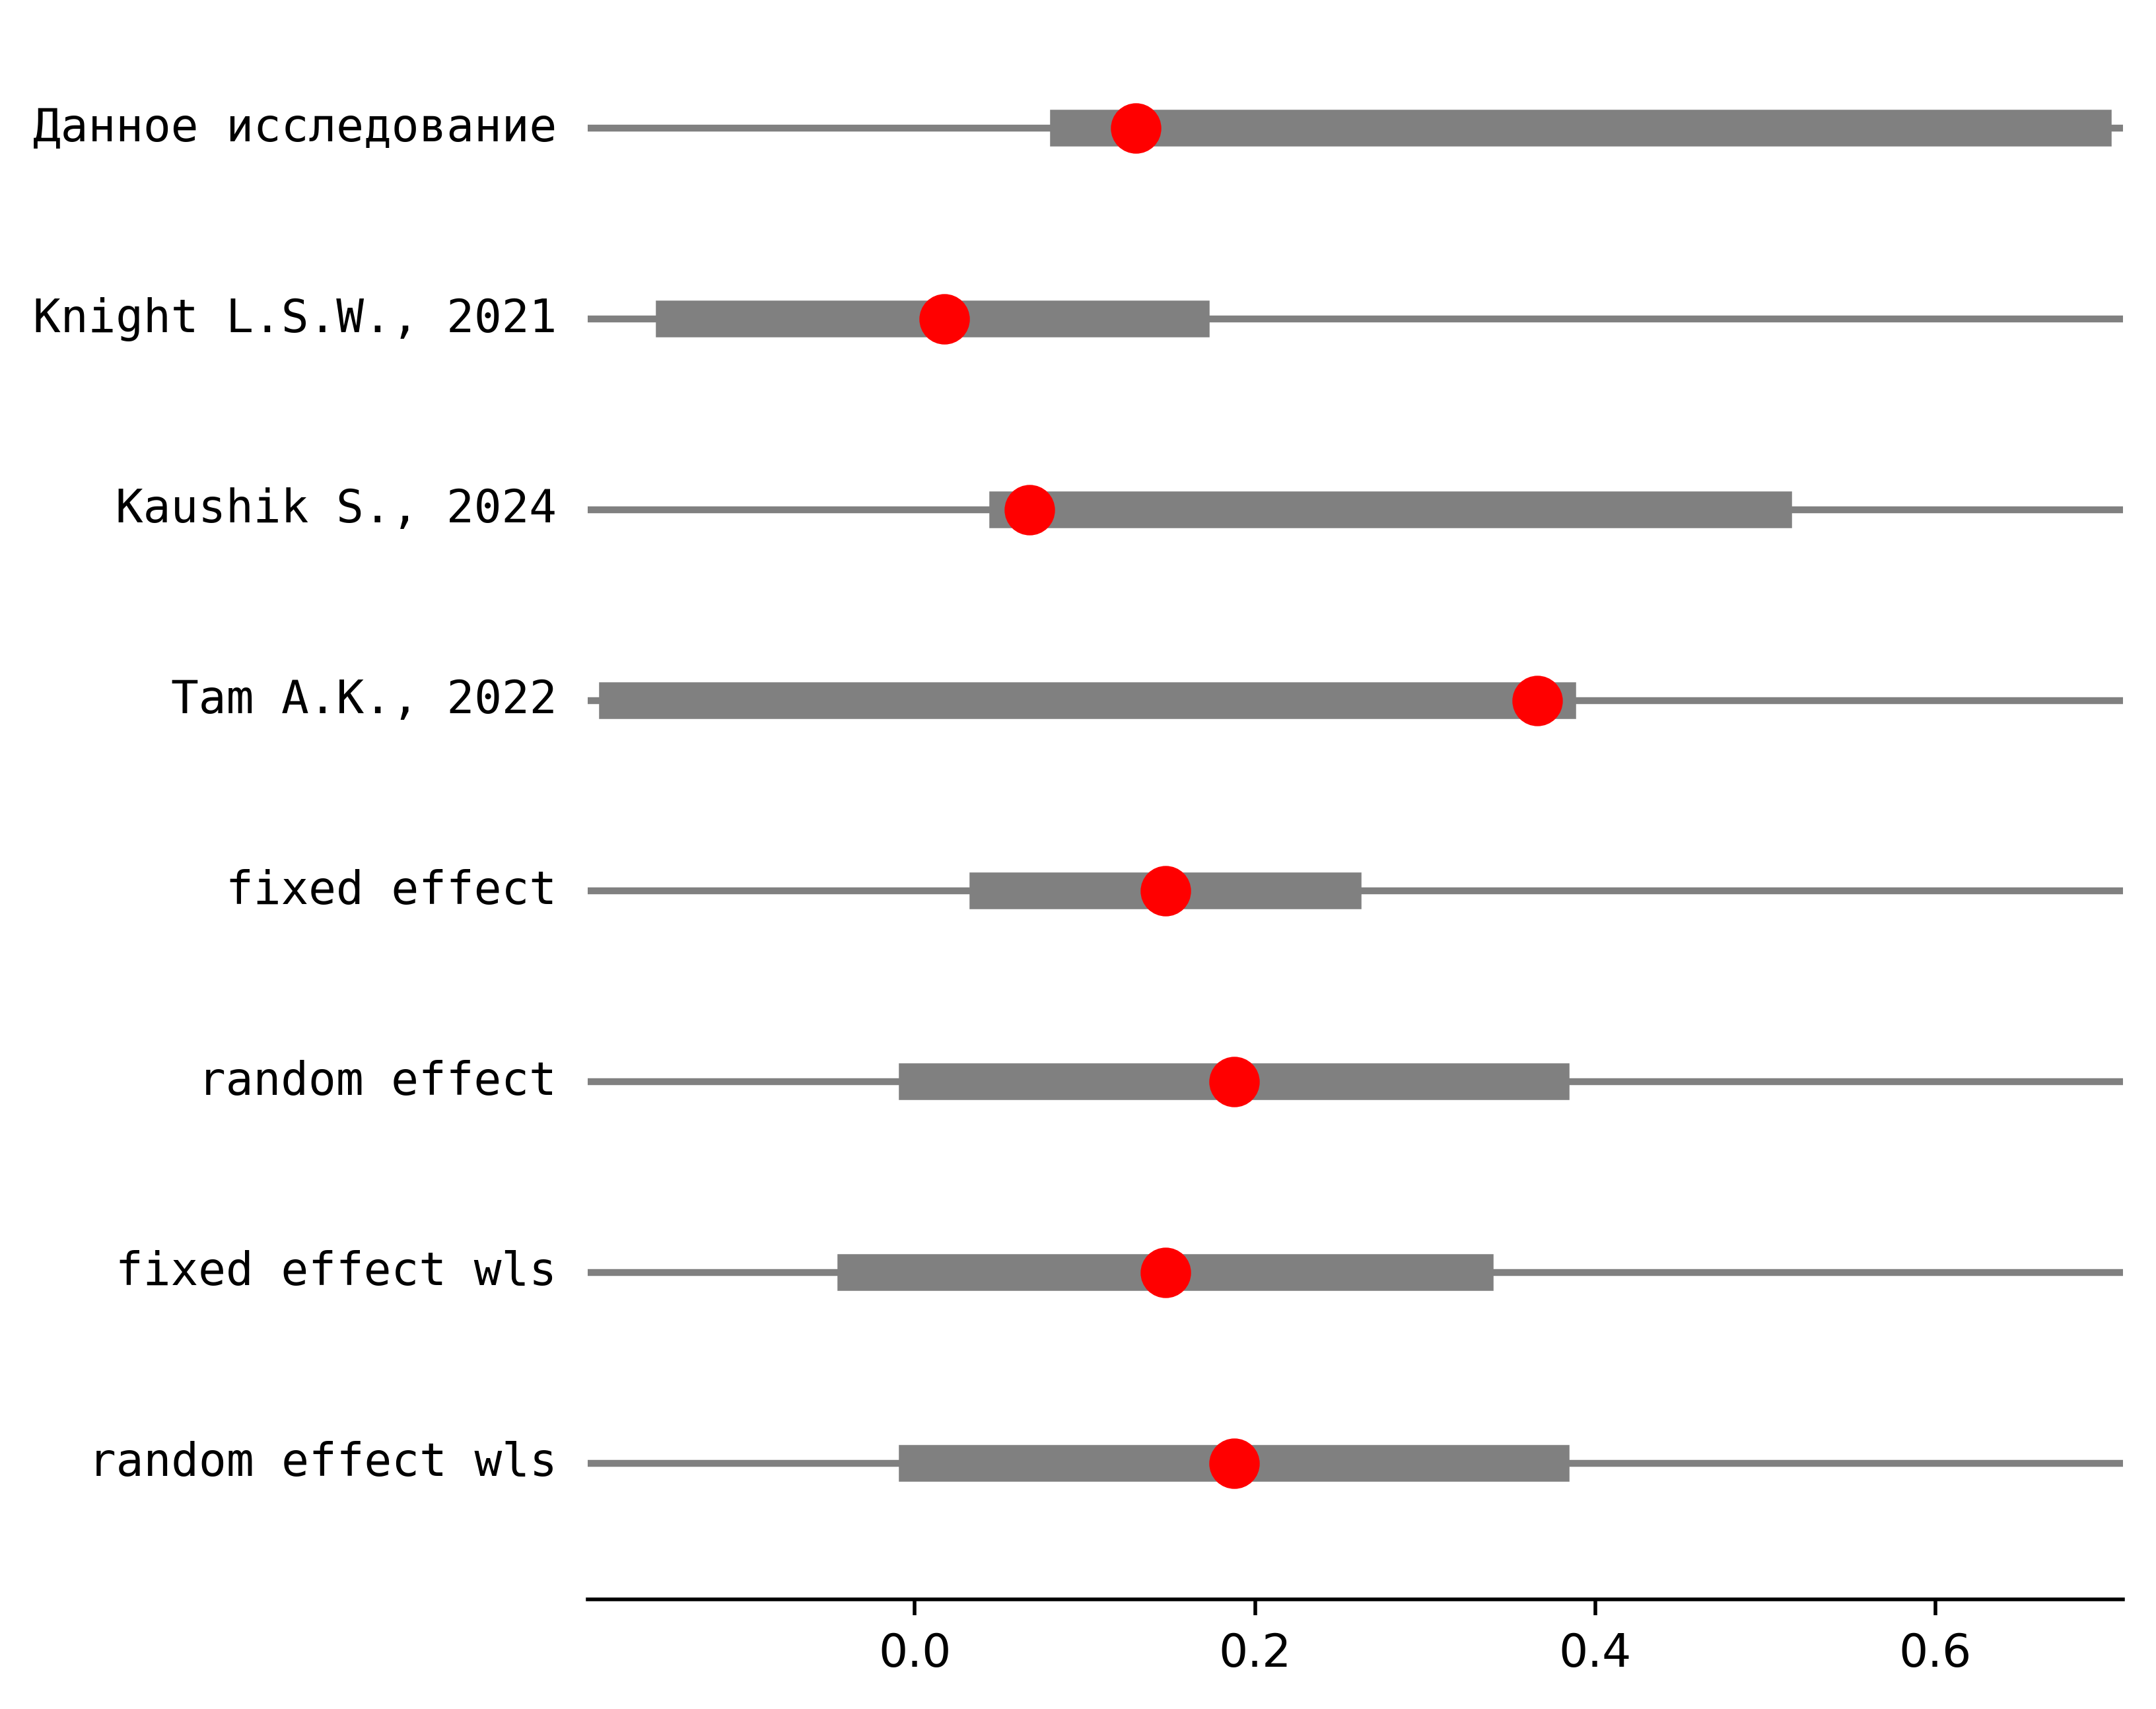 Данное исследование
Knight L.S.W., 2021
Kaushik S., 2024
Tam A.K., 2022
fixed effect
random effect
fixed effect wls
random effect wls
0.0 0.2 0.4 0.6